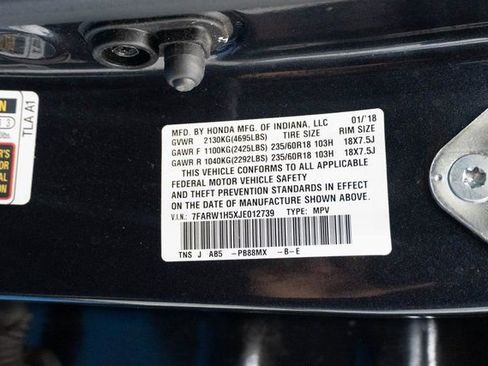 TLA A1
MFD. BY HONDA MFG. OF INDIANA, LLC 01/'18
GVWR 2130KG(4695LBS) TIRE SIZE RIM SIZE
GAWR F 1100KG(2425LBS) 235/60R18 103H 18X7.5J
GAWR R 1040KG(2292LBS) 235/60R18 103H 18X7.5J
THIS VEHICLE CONFORMS TO ALL APPLICABLE
FEDERAL MOTOR VEHICLE SAFETY
AND THEFT PREVENTION STANDARDS IN EFFECT
ON THE DATE OF MANUFACTURE SHOWN ABOVE.
V.I.N.: 7FARW1H5XJE012739 TYPE: MPV
TNS J AB5 -PB88MX -B-E